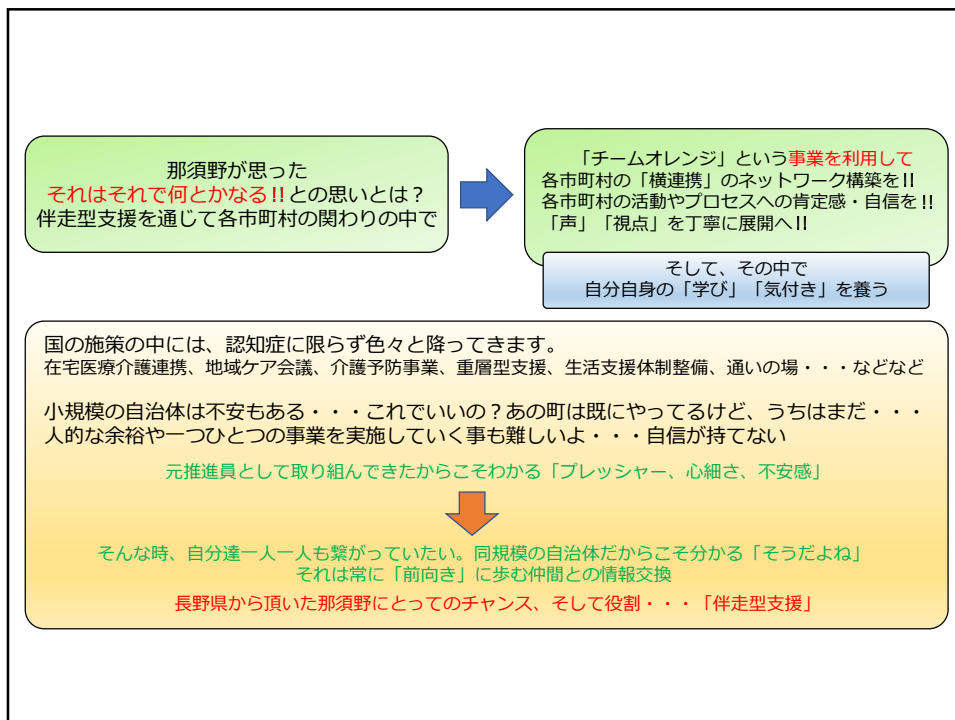 那須野が思った
それはそれで何とかなる!!との思いとは？
伴走型支援を通じて各市町村の関わりの中で
「チームオレンジ」という事業を利用して
各市町村の「横連携」のネットワーク構築を!!
各市町村の活動やプロセスへの肯定感・自信を!!
「声」「視点」を丁寧に展開へ!!
そして、その中で
自分自身の「学び」「気付き」を養う
国の施策の中には、認知症に限らず色々と降ってきます。
在宅医療介護連携、地域ケア会議、介護予防事業、重層型支援、生活支援体制整備、通いの場・・・などなど
小規模の自治体は不安もある・・・これでいいの？あの町は既にやってるけど、うちはまだ・・・
人的な余裕や一つひとつの事業を実施していく事も難しいよ・・・自信が持てない
元推進員として取り組んできたからこそわかる「プレッシャー、心細さ、不安感」
そんな時、自分達一人一人も繋がっていたい。同規模の自治体だからこそ分かる「そうだよね」
それは常に「前向き」に歩む仲間との情報交換
長野県から頂いた那須野にとってのチャンス、そして役割・・・「伴走型支援」